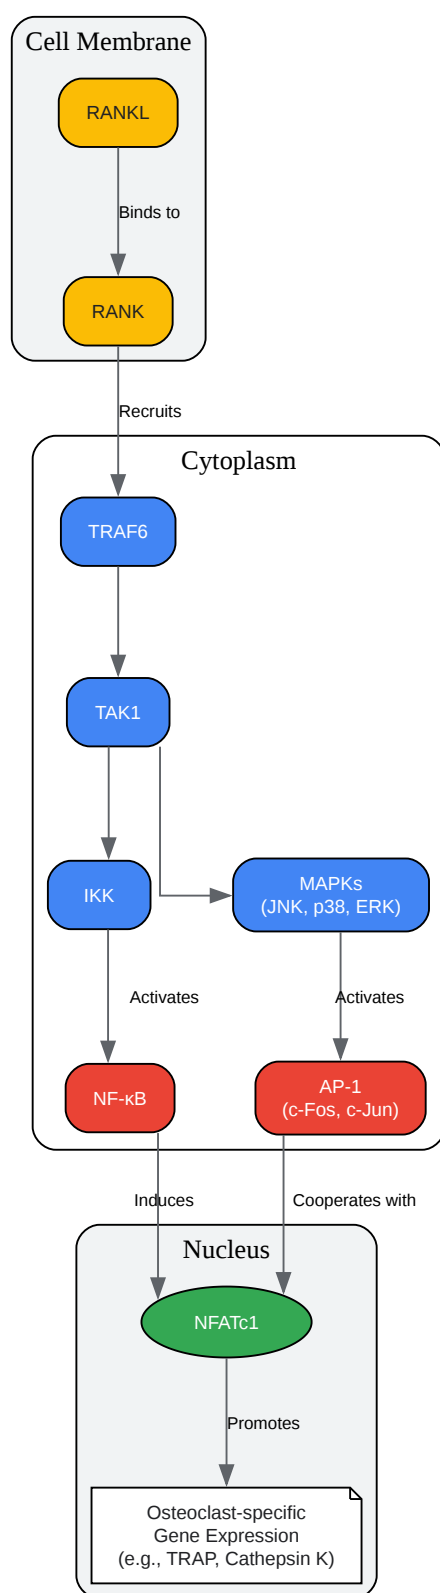 Cell Membrane
RANKL
Binds to
RANK
Recruits
Cytoplasm
TRAF6
TAK1
IKK
MAPKs
(JNK, p38, ERK)
Activates
Activates
NF-κB
AP-1
(c-Fos, c-Jun)
Induces
Cooperates with
Nucleus
NFATc1
Promotes
Osteoclast-specific
Gene Expression
(e.g., TRAP, Cathepsin K)